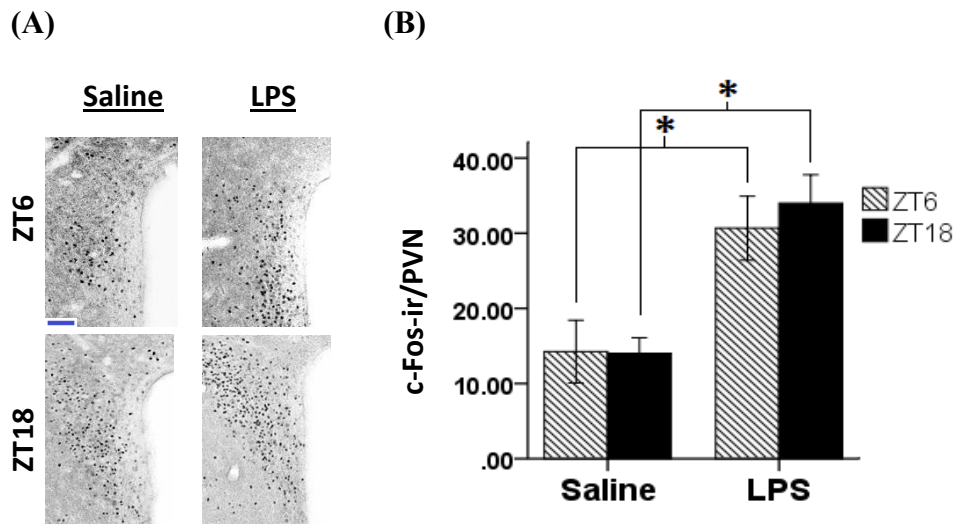 (A)
Saline LPS
ZT6
ZT18
(B)
*
*
c-Fos-ir/PVN
40.00
30.00
20.00
10.00
.00
Saline LPS
ZT6
ZT18